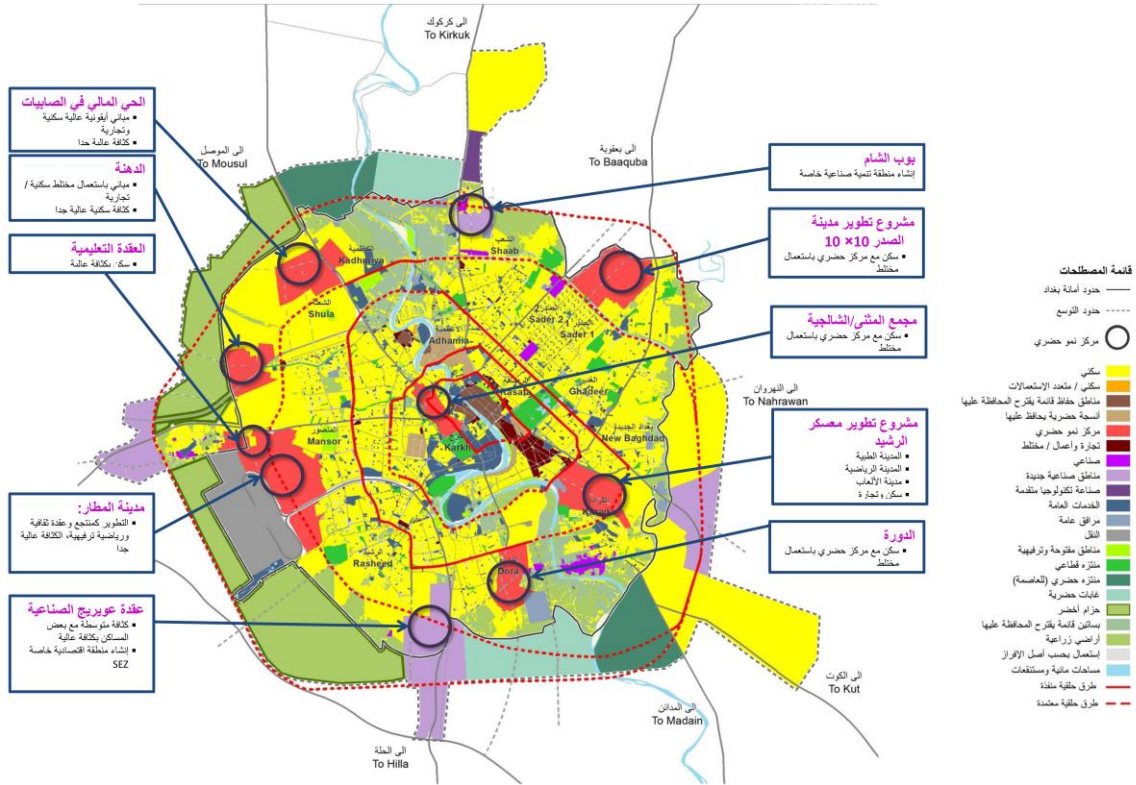 الى كركوك
To Kirkuk
الى الموصل
To Mousul
الى بعقوبة
To Baaquba
الى النهروان
To Nahrawan
الى الكوت
To Kut
الى المدائن
To Madain
الى الحلة
To Hilla
الحي المالي في الصابيات
▪ مباني أيقونية عالية سكنية
وتجارية
▪ كثافة عالية جدا
الدهنة
▪ مباني باستعمال مختلط سكنية /
تجارية
▪ كثافة سكنية عالية جدا
العقدة التعليمية
▪ سكن بكثافة عالية
مدينة المطار:
▪ التطوير كمنتجع وعقدة ثقافية
ورياضية ترفيهية، الكثافة عالية
جدا
عقدة عويريج الصناعية
▪ كثافة متوسطة مع بعض
المساكن بكثافة عالية
▪ إنشاء منطقة اقتصادية خاصة
SEZ
بوب الشام
إنشاء منطقة تنمية صناعية خاصة
مشروع تطوير مدينة
الصدر 10× 10
▪ سكن مع مركز حضري باستعمال
مختلط
مجمع المثنى/الشالجية
▪ سكن مع مركز حضري باستعمال
مختلط
مشروع تطوير معسكر
الرشيد
▪ المدينة الطبية
▪ المدينة الرياضية
▪ مدينة الألعاب
▪ سكن وتجارة
الدورة
▪ سكن مع مركز حضري باستعمال
مختلط
الكاظمية
Kadhimiya
الشعب
Shaab
الشعلة
Shula
Sader 2
Sader 1
الأعظمية
Adhamia
الغدير
Ghadeer
بغداد الجديدة
New Baghdad
المنصور
Mansor
Karkh
الرشيد
Rasheed
Dora
قائمة المصطلحات
حدود أمانة بغداد
حدود التوسع
مركز نمو حضري
سكني
سكني / متعدد الإستعمالات
مناطق حفاظ قائمة يقترح المحافظة عليها
أنسجة حضرية يحافظ عليها
مركز نمو حضري
تجارة وأعمال / مختلط
صناعي
مناطق صناعية جديدة
صناعة تكنولوجيا متقدمة
الخدمات العامة
مرافق عامة
النقل
مناطق مفتوحة وترفيهية
منتزه قطاعي
منتزه حضري (للعاصمة)
غابات حضرية
حزام أخضر
بساتين قائمة يقترح المحافظة عليها
أراضي زراعية
إستعمال بحسب أصل الإفراز
مساحات مائية ومستنقعات
طرق حلقية منفذة
طرق حلقية معتمدة